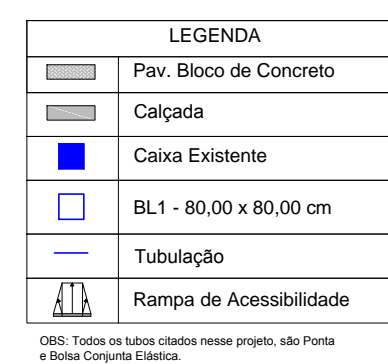 LEGENDA
Pav. Bloco de Concreto
Calçada
Caixa Existente
BL1 - 80,00 x 80,00 cm
Tubulação
Rampa de Acessibilidade
OBS: Todos os tubos citados nesse projeto, são Ponta
e Bolsa Conjunta Elástica.